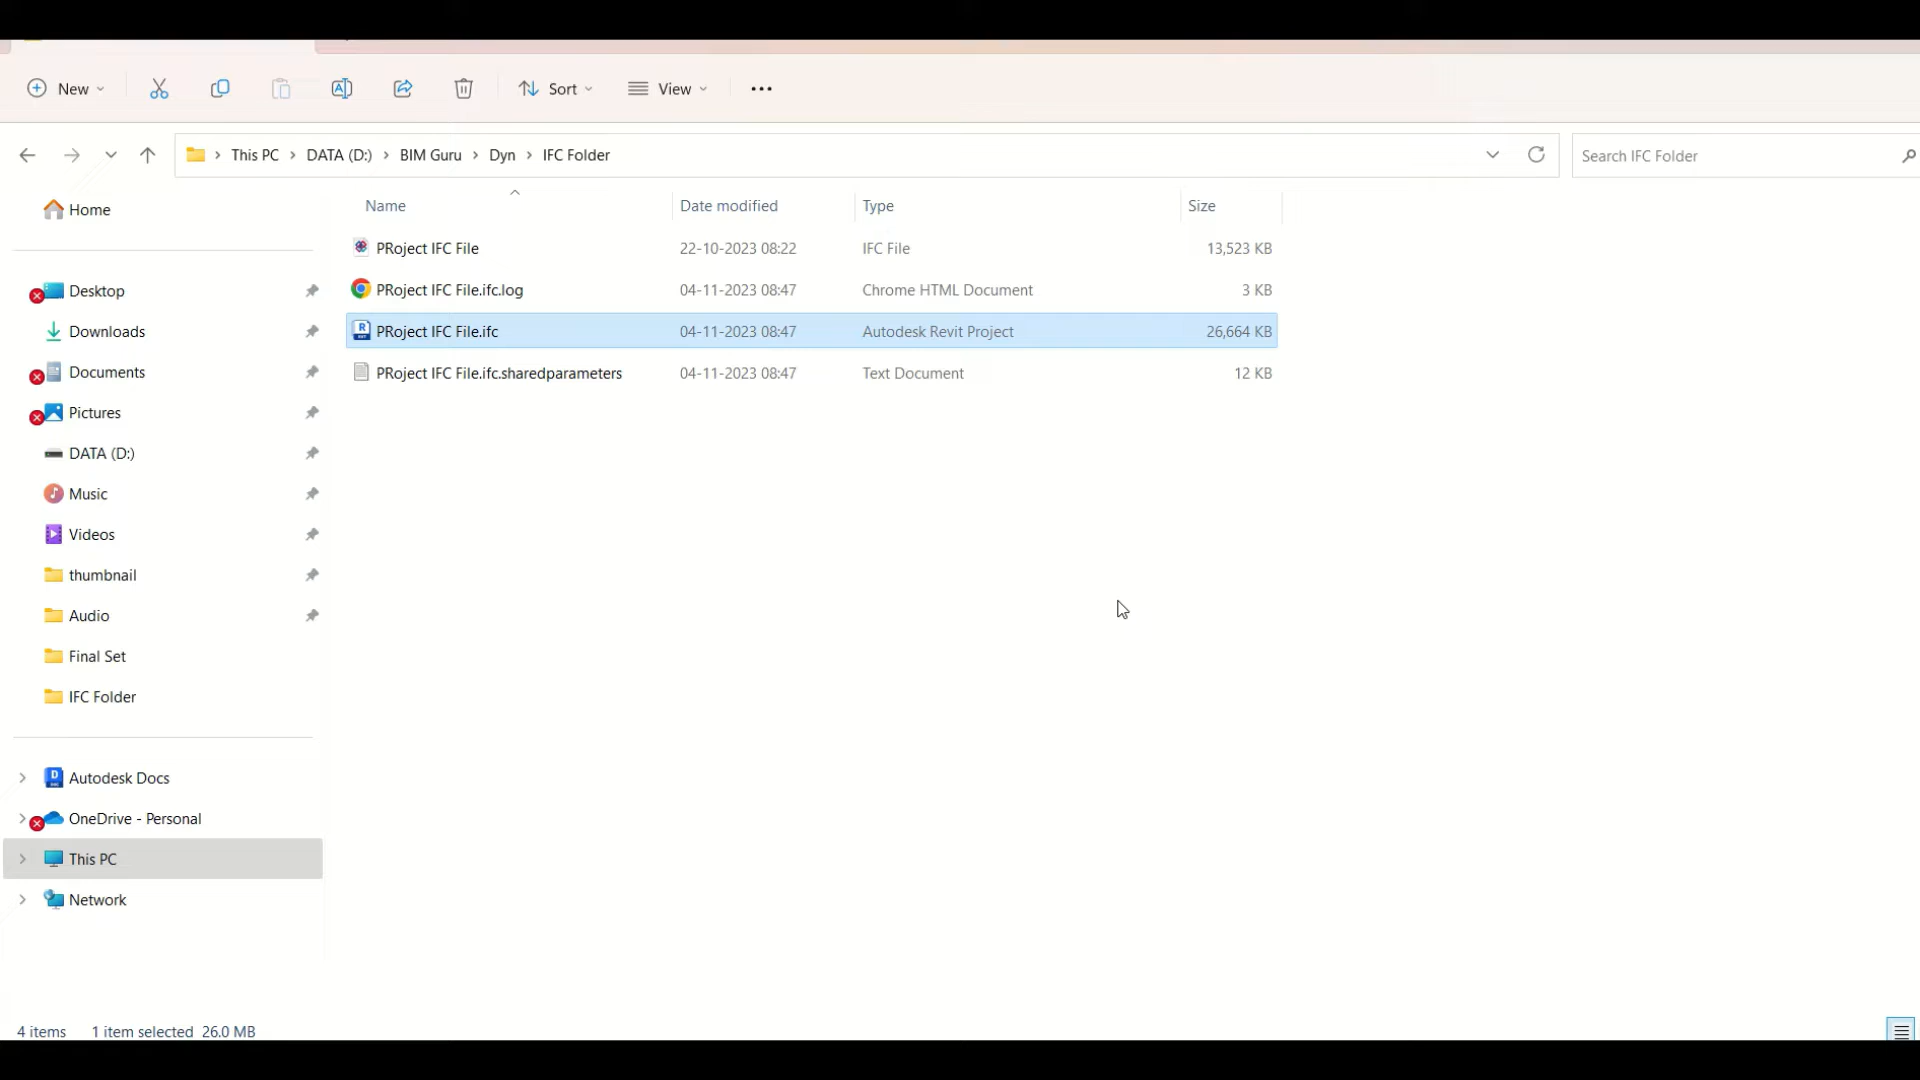 New Sort View
This PC DATA (D:) BIM Guru Dyn IFC Folder Search IFC Folder
Name Date modified Type Size
PRoject IFC File 22-10-2023 08:22 IFC File 13,523 KB
PRoject IFC File.ifc.log 04-11-2023 08:47 Chrome HTML Document 3 KB
PRoject IFC File.ifc 04-11-2023 08:47 Autodesk Revit Project 26,664 KB
PRoject IFC File.ifc.sharedparameters 04-11-2023 08:47 Text Document 12 KB
Home
Desktop
Downloads
Documents
Pictures
DATA (D:)
Music
Videos
thumbnail
Audio
Final Set
IFC Folder
Autodesk Docs
OneDrive - Personal
This PC
Network
4 items 1 item selected 26.0 MB